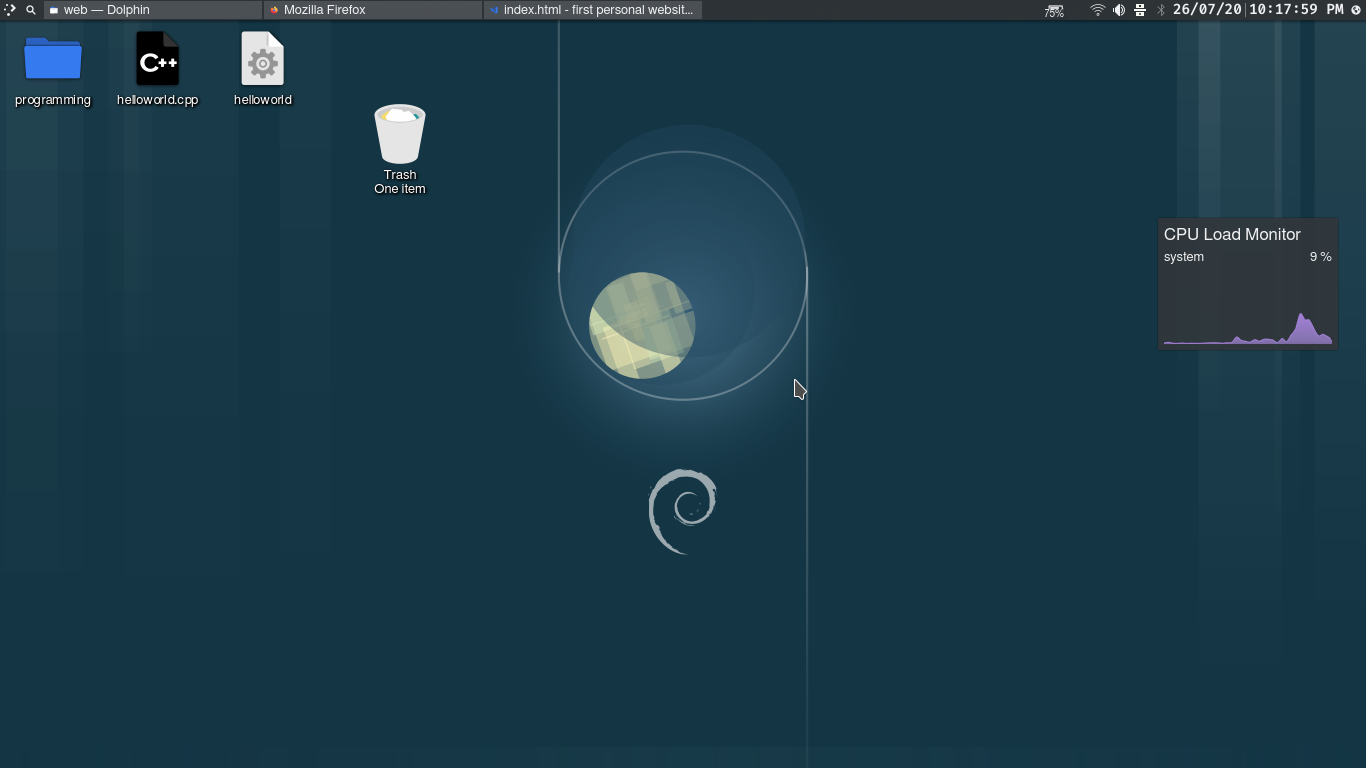 web — Dolphin
Mozilla Firefox
index.html - first personal websit...
75%
26/07/20
10:17:59 PM
programming
C++
helloworld.cpp
helloworld
Trash
One item
CPU Load Monitor
system 9 %